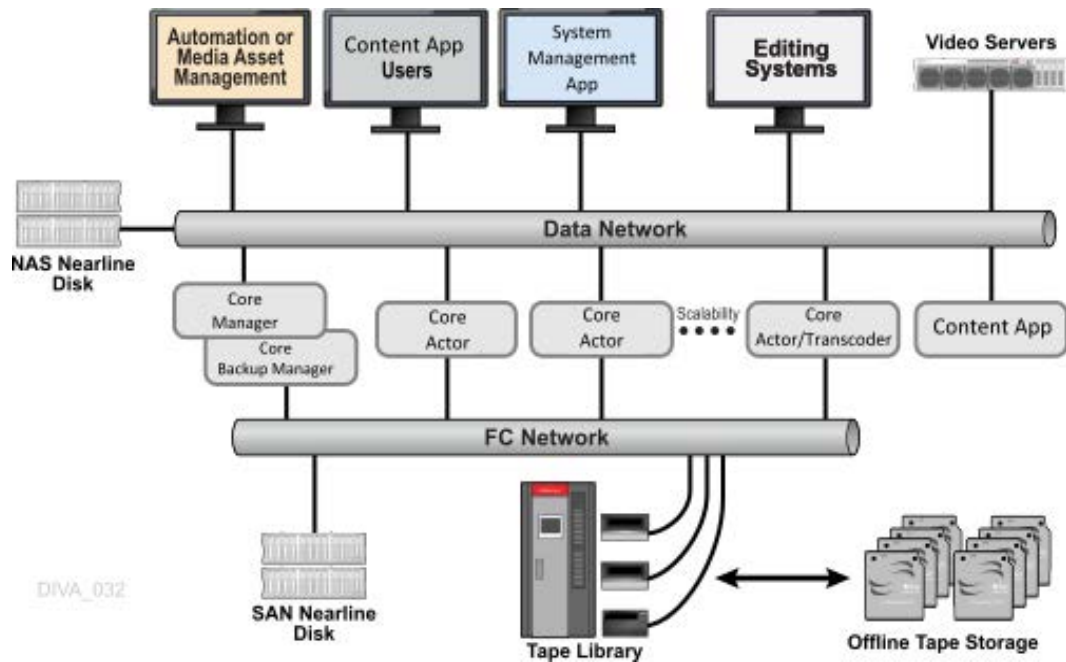 Automation or
Media Asset
Management
Content App
Users
System
Management
App
Editing
Systems
Video Servers
Data Network
NAS Nearline
Disk
Core
Manager
Core
Backup Manager
Core
Actor
Core
Actor
Scalability
Core
Actor/Transcoder
Content App
FC Network
DIVA_032
SAN Nearline
Disk
Tape Library
Offline Tape Storage